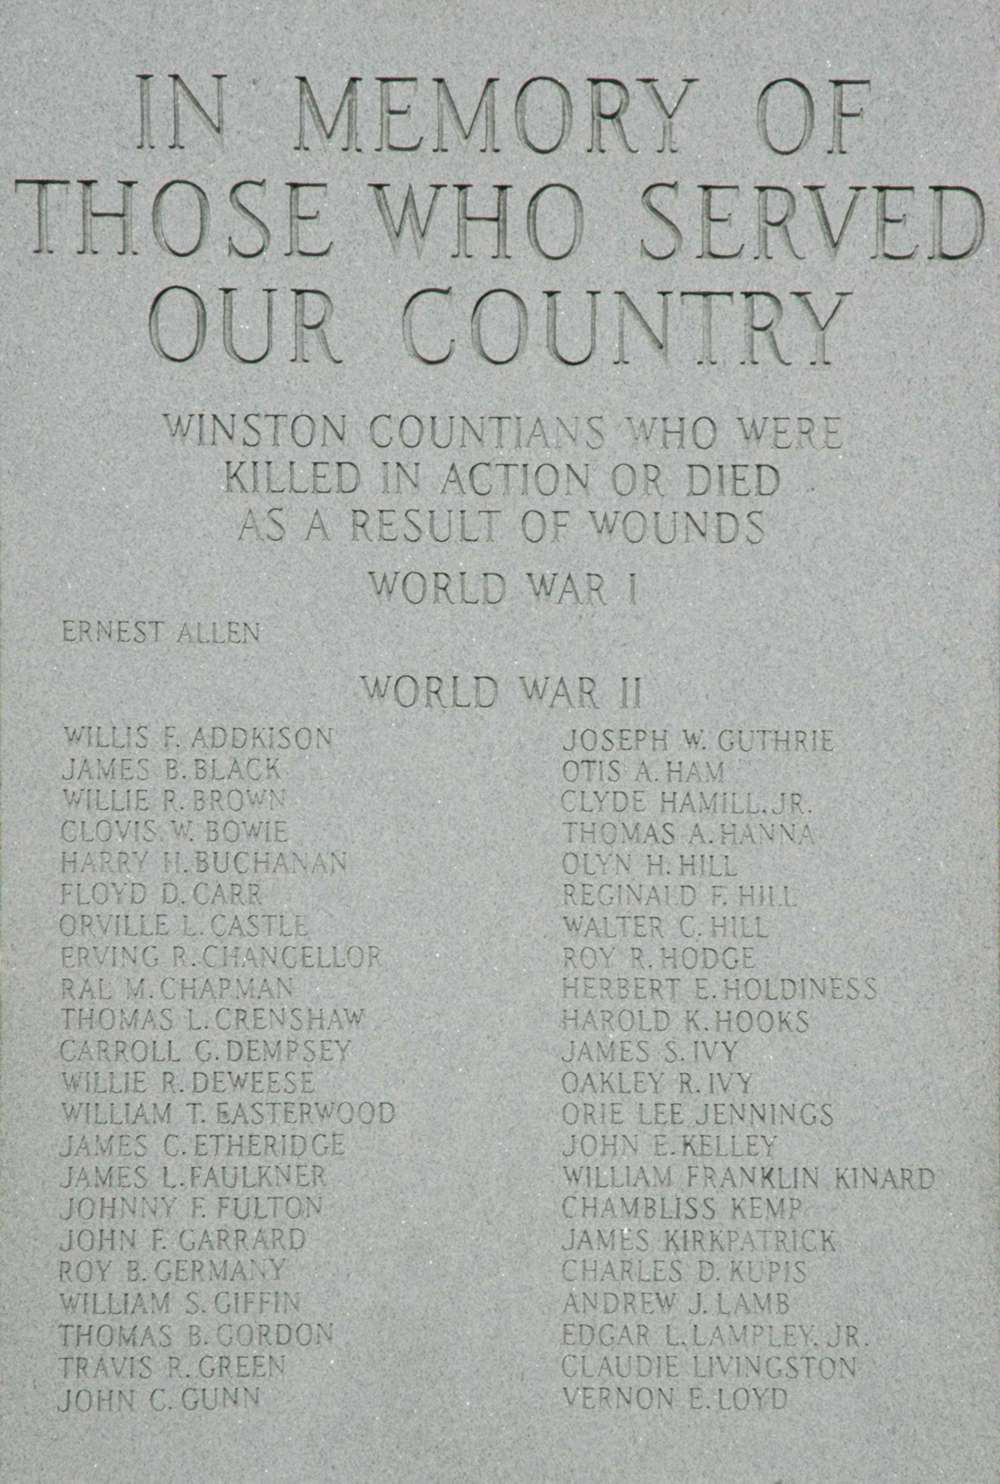 IN MEMORY OF
THOSE WHO SERVED
OUR COUNTRY
WINSTON COUNTIANS WHO WERE
KILLED IN ACTION OR DIED
AS A RESULT OF WOUNDS
WORLD WAR I
ERNEST ALLEN
WORLD WAR II
WILLIS F. ADDKISON
JAMES B. BLACK
WILLIE R. BROWN
CLOVIS W. BOWIE
HARRY H. BUCHANAN
FLOYD D. CARR
ORVILLE L. CASTLE
ERVING R. CHANCELLOR
RAL M. CHAPMAN
THOMAS L. CRENSHAW
CARROLL G. DEMPSEY
WILLIE R. DEWEESE
WILLIAM T. EASTERWOOD
JAMES C. ETHERIDGE
JAMES L. FAULKNER
JOHNNY F. FULTON
JOHN F. GARRARD
ROY B. GERMANY
WILLIAM S. GIFFIN
THOMAS B. GORDON
TRAVIS R. GREEN
JOHN C. GUNN
JOSEPH W. GUTHRIE
OTIS A. HAM
CLYDE HAMILL, JR.
THOMAS A. HANNA
OLYN H. HILL
REGINALD F. HILL
WALTER C. HILL
ROY R. HODGE
HERBERT E. HOLDINESS
HAROLD K. HOOKS
JAMES S. IVY
OAKLEY R. IVY
ORIE LEE JENNINGS
JOHN E. KELLEY
WILLIAM FRANKLIN KINARD
CHAMBLISS KEMP
JAMES KIRKPATRICK
CHARLES D. KUPIS
ANDREW J. LAMB
EDGAR L. LAMPLEY, JR.
CLAUDIE LIVINGSTON
VERNON E. LOYD